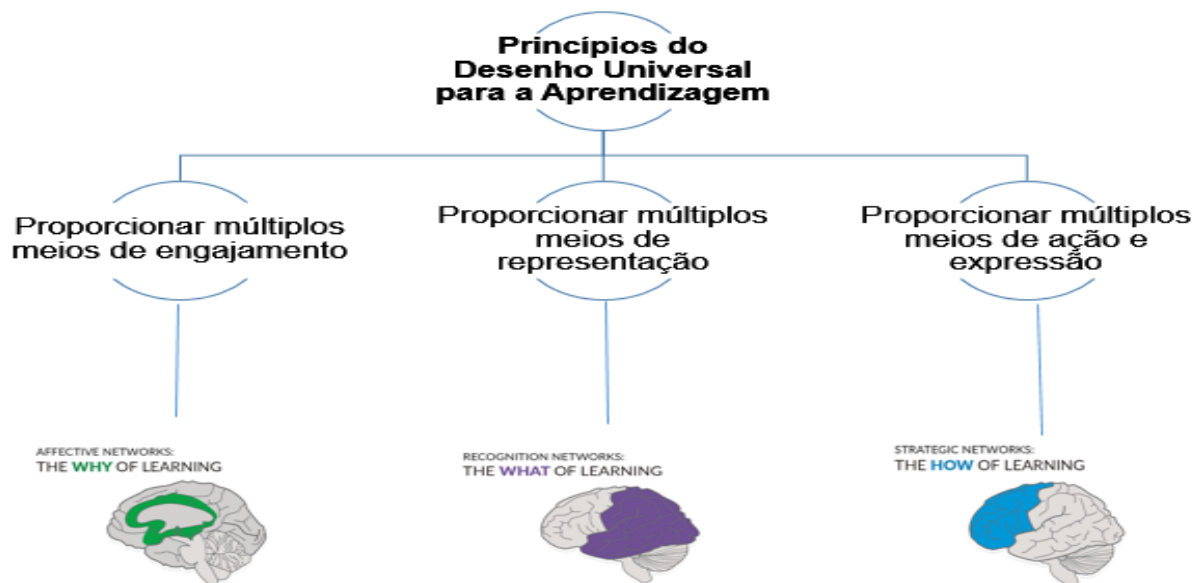 Princípios do
Desenho Universal
para a Aprendizagem
Proporcionar múltiplos
meios de engajamento
Proporcionar múltiplos
meios de
representação
Proporcionar múltiplos
meios de ação e
expressão
AFFECTIVE NETWORKS:
THE WHY OF LEARNING
RECOGNITION NETWORKS:
THE WHAT OF LEARNING
STRATEGIC NETWORKS:
THE HOW OF LEARNING